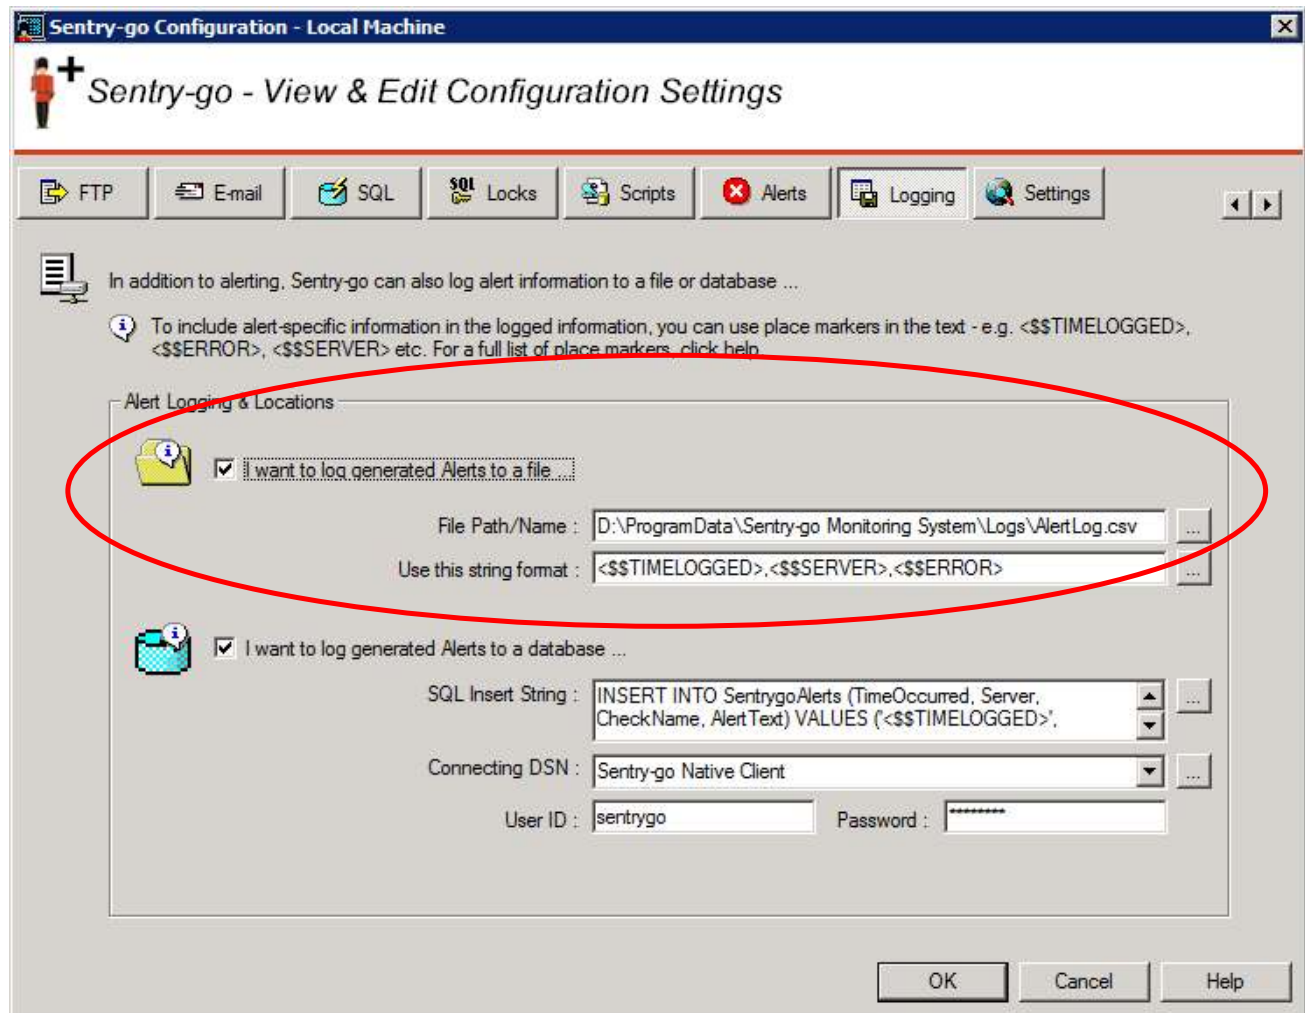 Sentry-go Configuration - Local Machine
Sentry-go - View & Edit Configuration Settings
FTP
E-mail
SQL
SQL Locks
Scripts
Alerts
Logging
Settings
In addition to alerting, Sentry-go can also log alert information to a file or database ...
To include alert-specific information in the logged information, you can use place markers in the text - e.g. <$$TIMELOGGED>,
<$$ERROR>, <$$SERVER> etc. For a full list of place markers, click help.
Alert Logging & Locations
I want to log generated Alerts to a file ...
File Path/Name : D:\ProgramData\Sentry-go Monitoring System\Logs\AlertLog.csv ...
Use this string format : <$$TIMELOGGED>,<$$SERVER>,<$$ERROR> ...
I want to log generated Alerts to a database ...
SQL Insert String : INSERT INTO SentrygoAlerts (TimeOccurred, Server, ...
CheckName, AlertText) VALUES ('<$$TIMELOGGED>',
Connecting DSN : Sentry-go Native Client ...
User ID : sentrygo Password : ********
OK Cancel Help